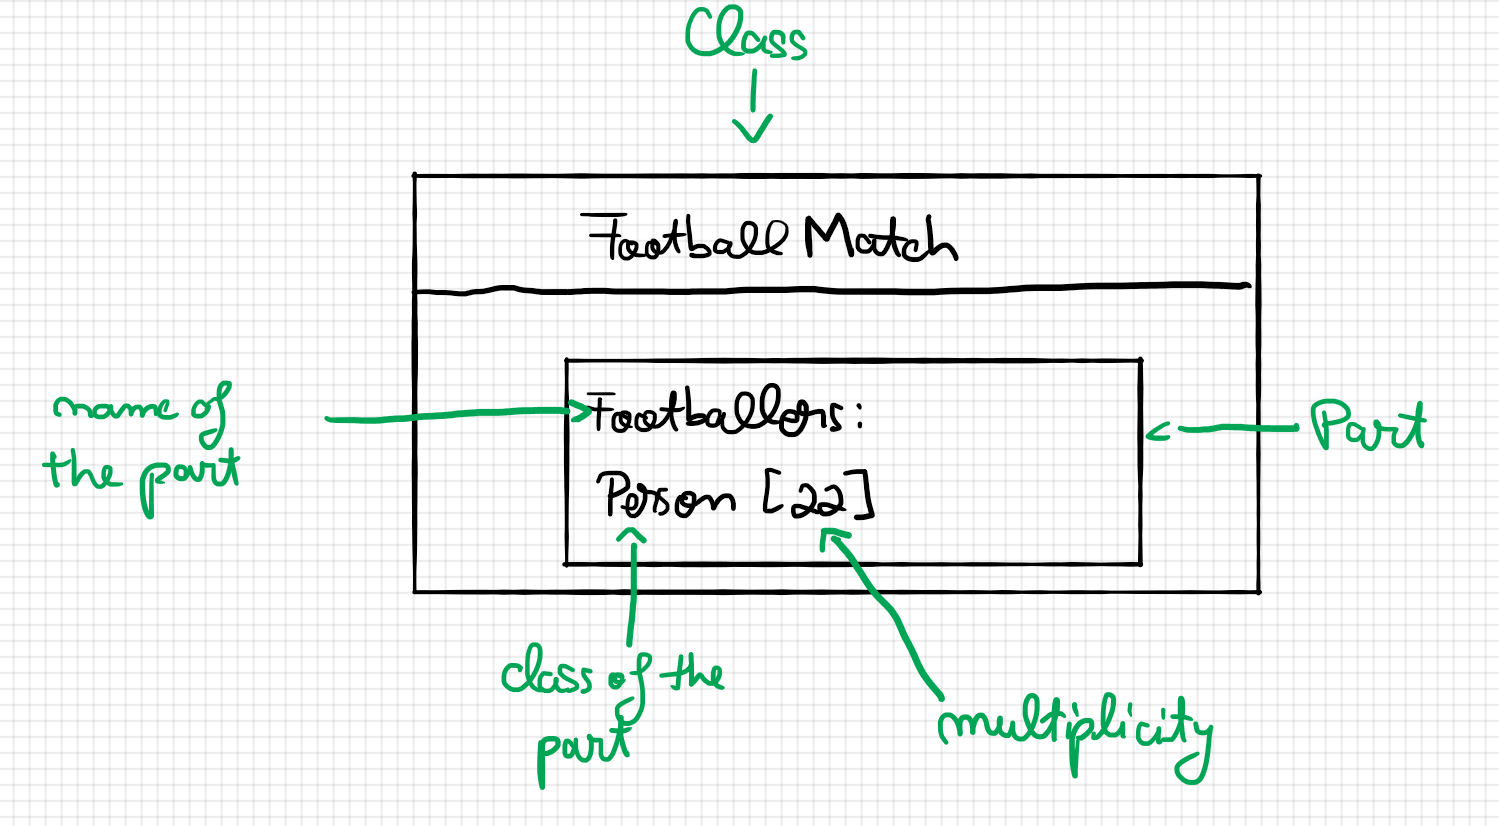 Class
Football Match
name of
the part
Footballers:
Part
Person [22]
class of the
part
multiplicity